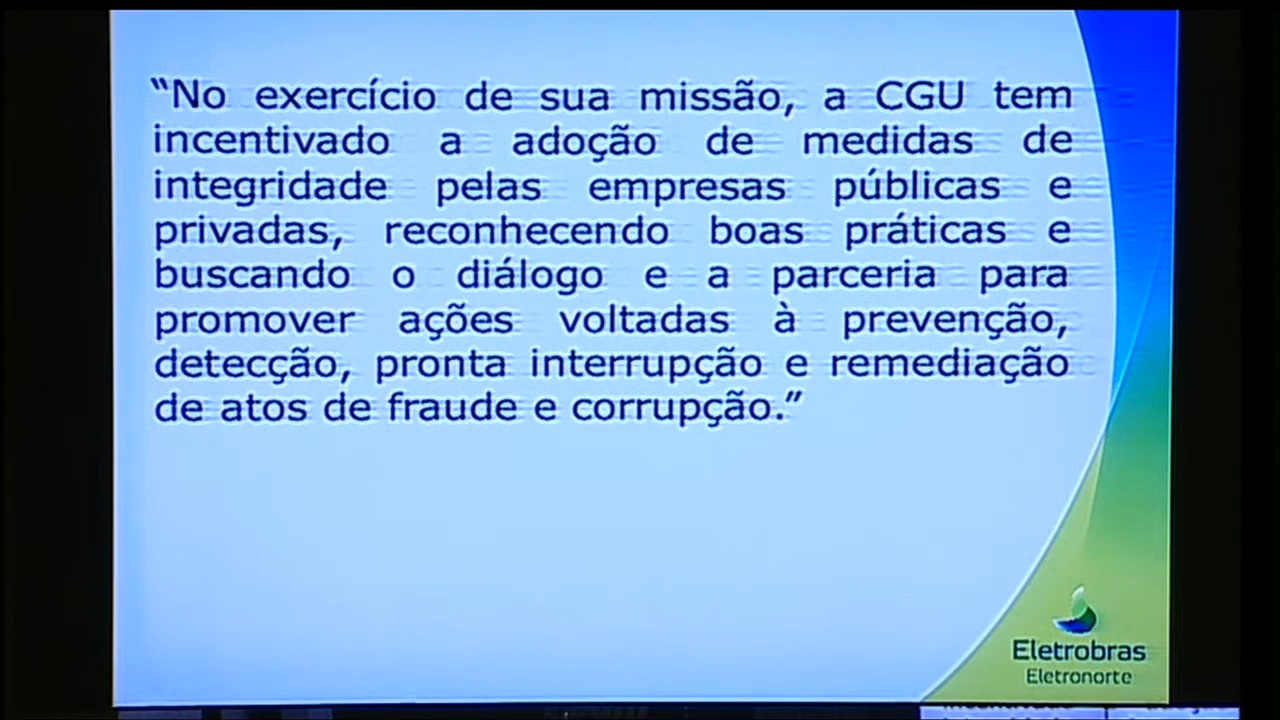 “No exercício de sua missão, a CGU tem
incentivado a adoção de medidas de
integridade pelas empresas públicas e
privadas, reconhecendo boas práticas e
buscando o diálogo e a parceria para
promover ações voltadas à prevenção,
detecção, pronta interrupção e remediação
de atos de fraude e corrupção.”
Eletrobras
Eletronorte